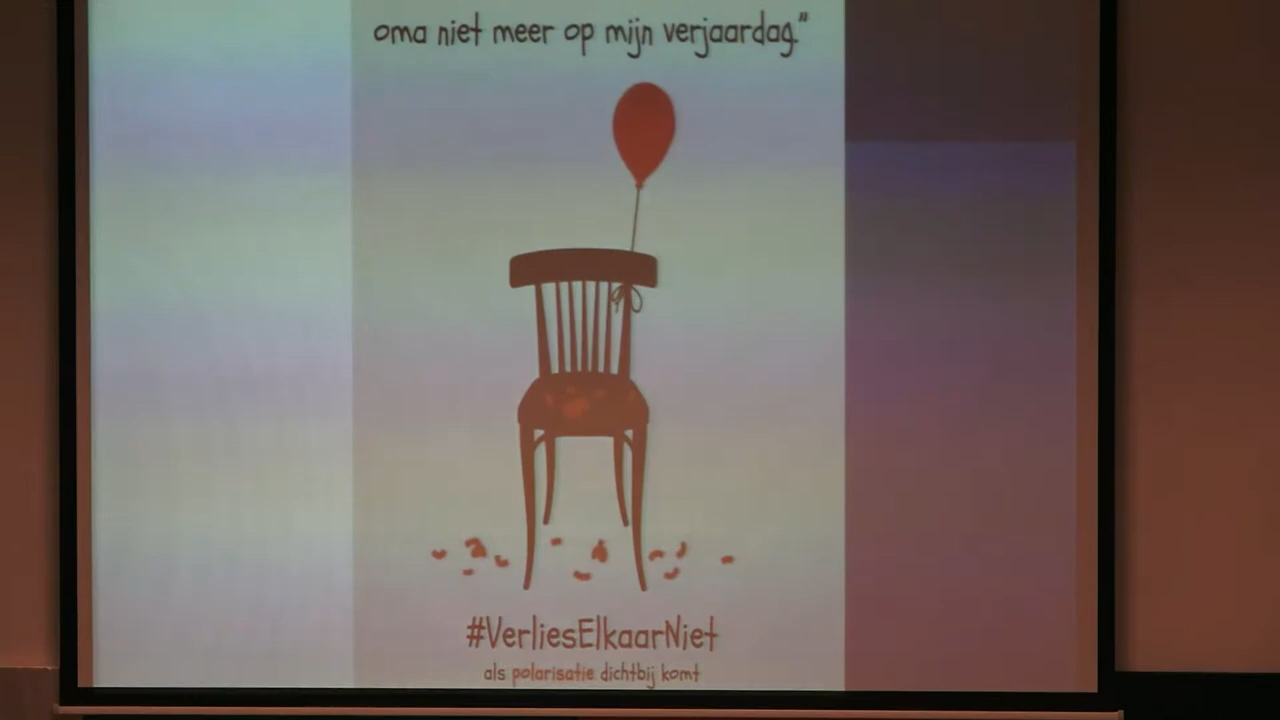 oma niet meer op mijn verjaardag.”
#VerliesElkaarNiet
als polarisatie dichtbij komt